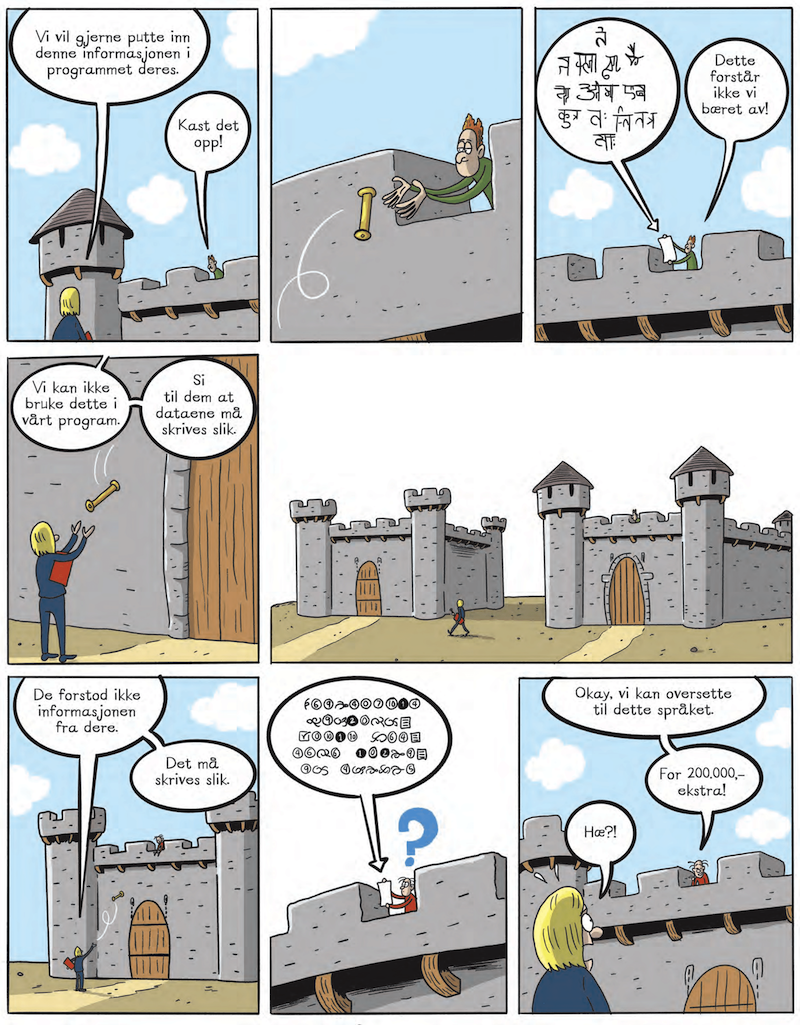 Vi vil gjerne putte inn
denne informasjonen i
programmet deres.
Kast det
opp!
Dette
forstår
ikke vi
bæret av!
Vi kan ikke
bruke dette i
vårt program.
Si
til dem at
dataene må
skrives slik.
De forstod ikke
informasjonen
fra dere.
Det må
skrives slik.
?
Okay, vi kan oversette
til dette språket.
For 200.000,-
ekstra!
Hæ?!